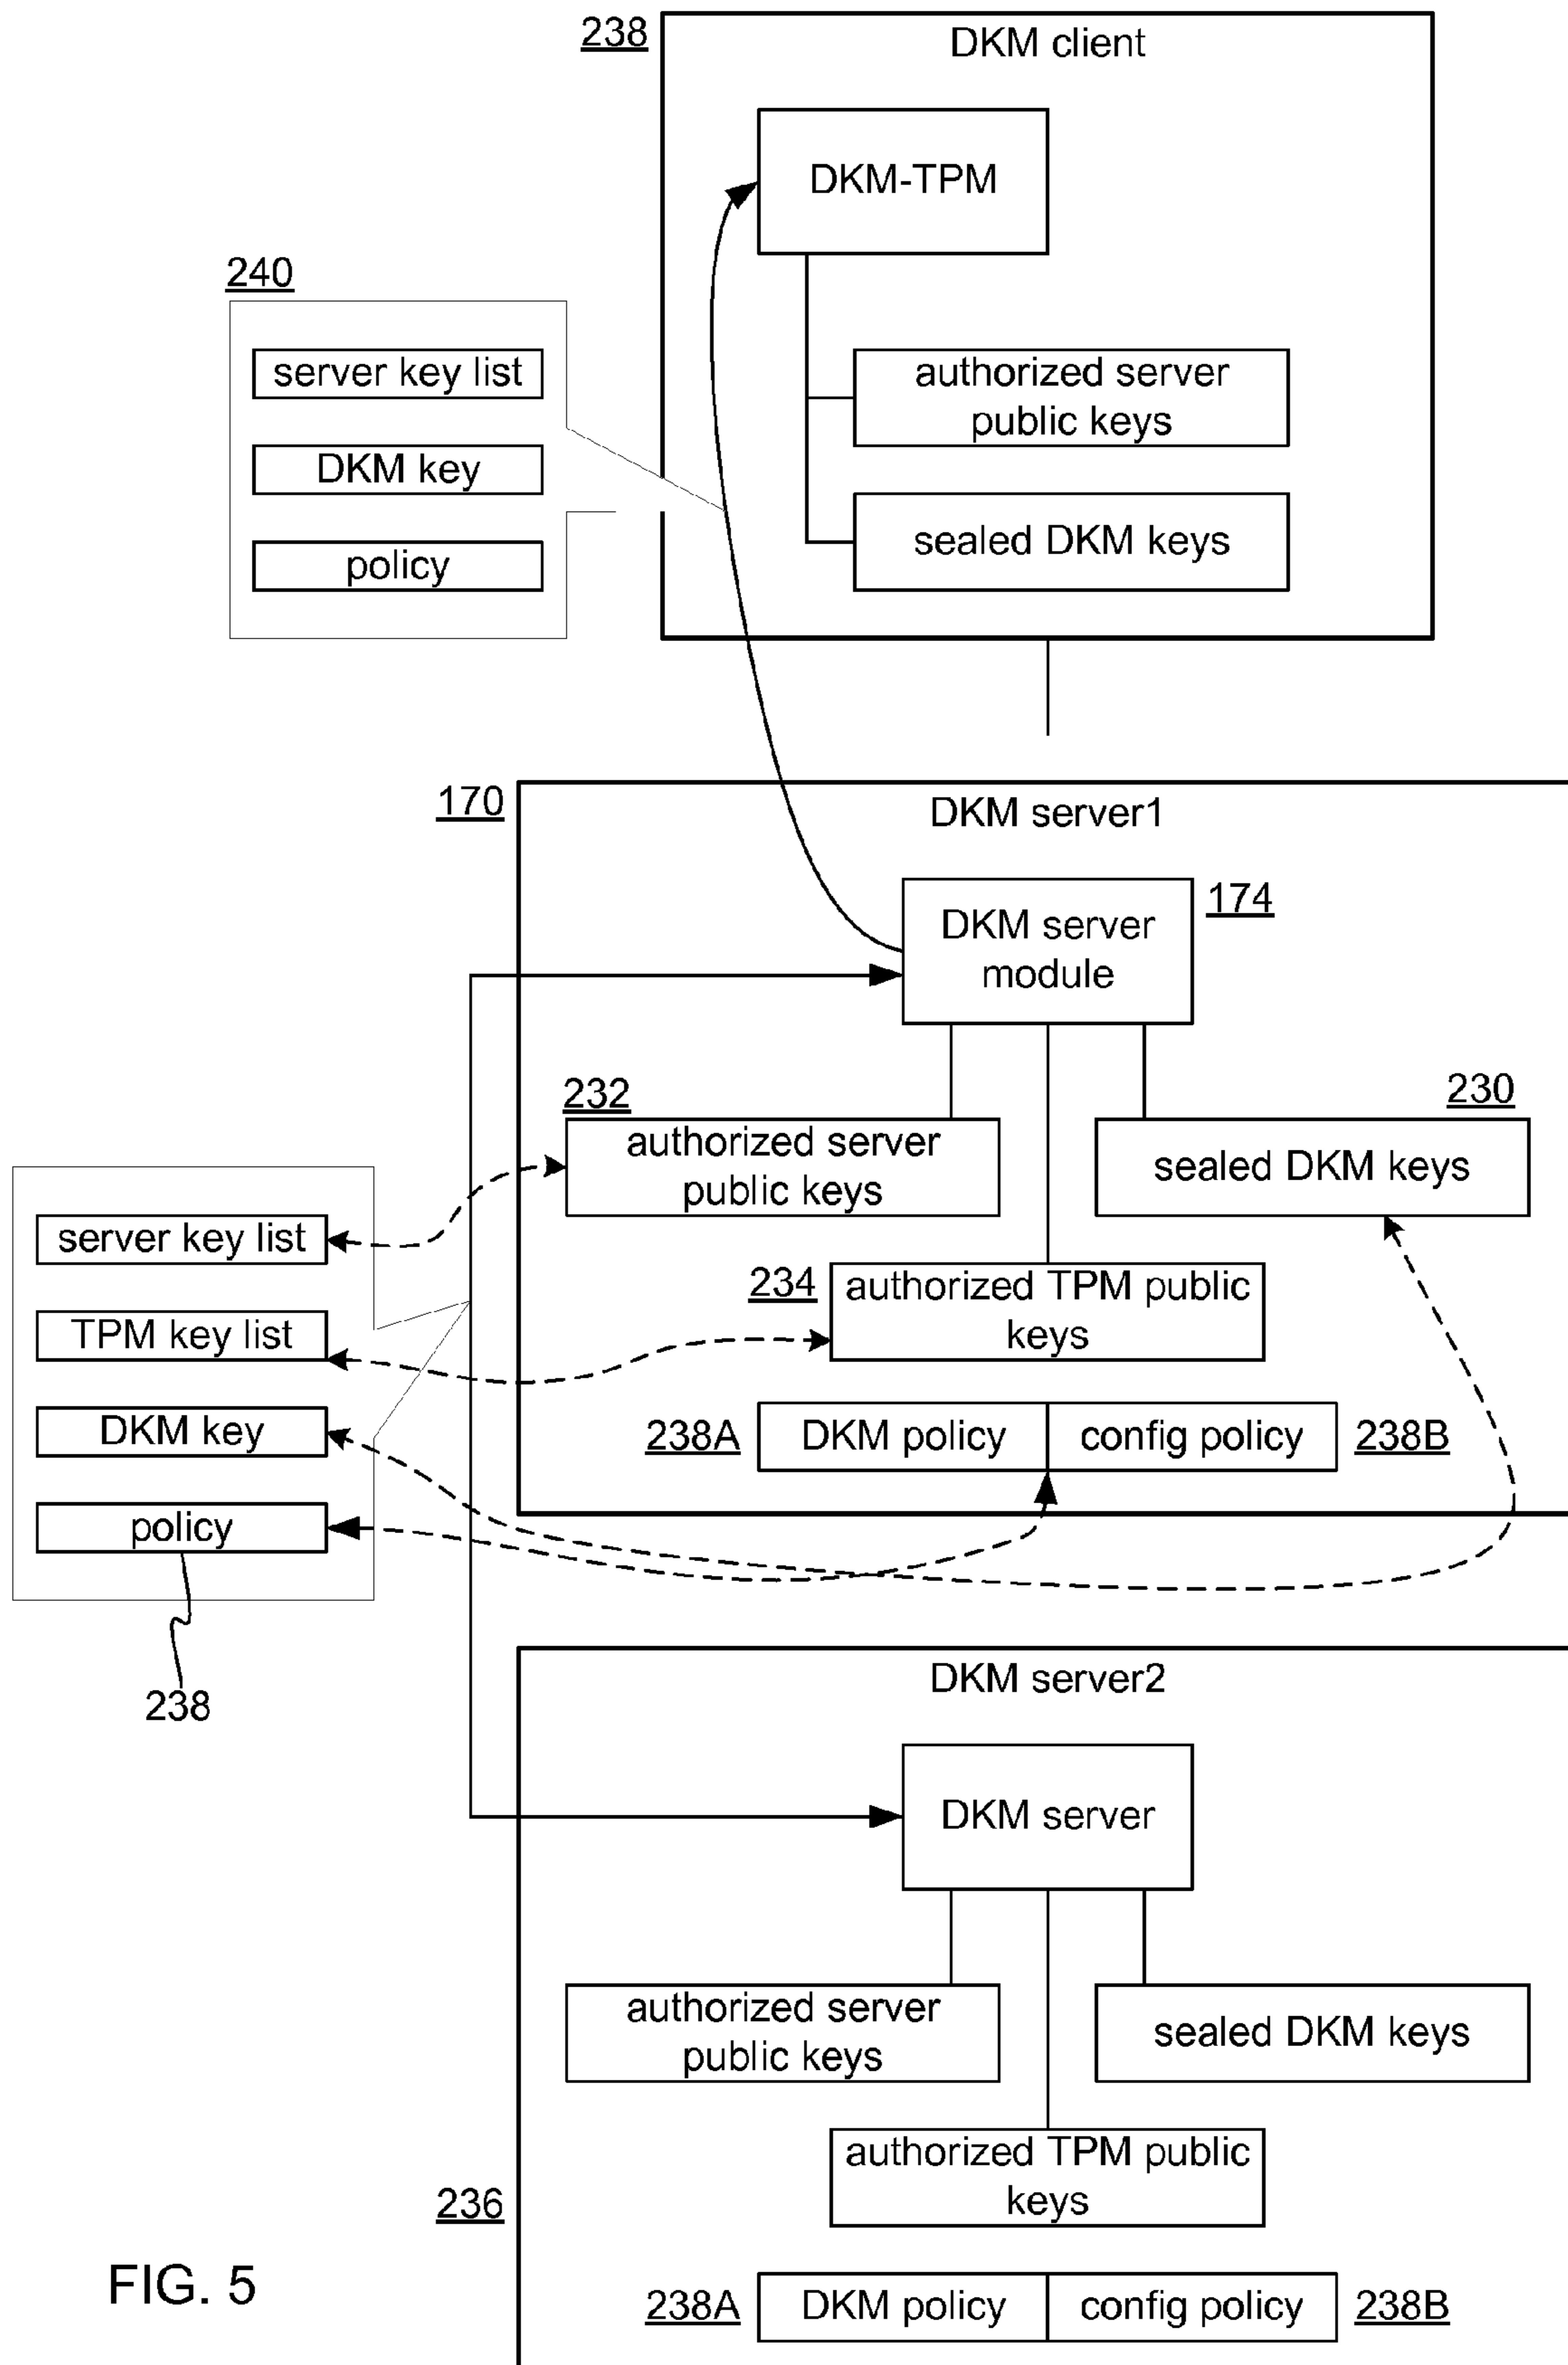 238
DKM client
DKM-TPM
240
server key list
DKM key
policy
authorized server
public keys
sealed DKM keys
170
DKM server1
DKM server
module
174
232
authorized server
public keys
230
sealed DKM keys
server key list
TPM key list
DKM key
policy
238
234
authorized TPM public
keys
238A
DKM policy
config policy
238B
DKM server2
DKM server
authorized server
public keys
sealed DKM keys
authorized TPM public
keys
236
238A
DKM policy
config policy
238B
FIG. 5